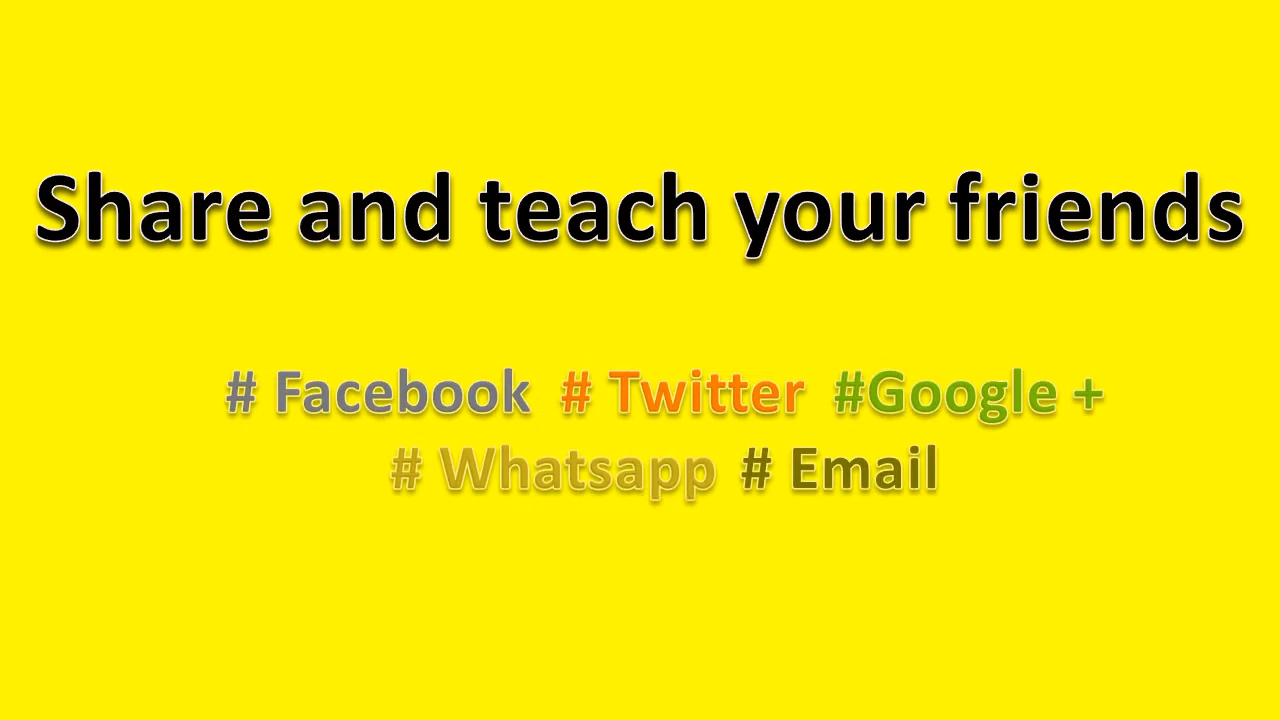 Share and teach your friends
# Facebook # Twitter #Google +
# Whatsapp # Email